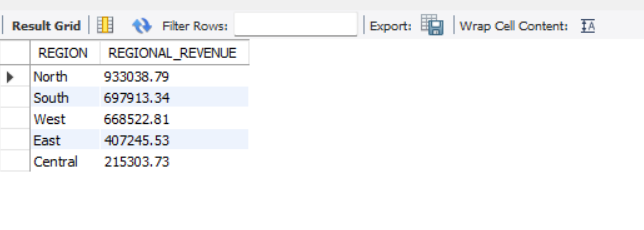 Result Grid Filter Rows: Export: Wrap Cell Content: IA
REGION REGIONAL_REVENUE
North 933038.79
South 697913.34
West 668522.81
East 407245.53
Central 215303.73